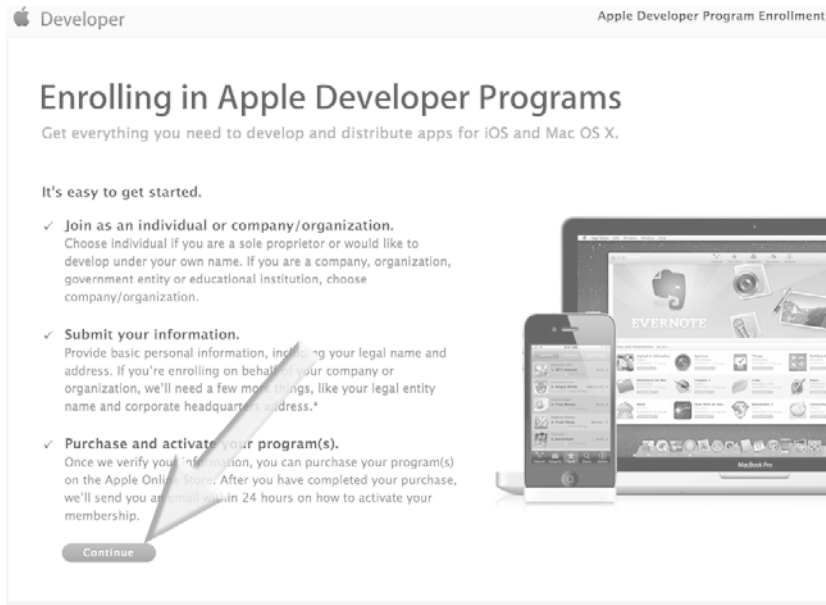 Developer
Apple Developer Program Enrollment
Enrolling in Apple Developer Programs
Get everything you need to develop and distribute apps for iOS and Mac OS X.
It's easy to get started.
✓ Join as an individual or company/organization.
Choose individual if you are a sole proprietor or would like to
develop under your own name. If you are a company, organization,
government entity or educational institution, choose
company/organization.
✓ Submit your information.
Provide basic personal information, including your legal name and
address. If you're enrolling on behalf of your company or
organization, we'll need a few more things, like your legal entity
name and corporate headquarters address.*
✓ Purchase and activate your program(s).
Once we verify your information, you can purchase your program(s)
on the Apple Online Store. After you have completed your purchase,
we'll send you an email within 24 hours on how to activate your
membership.
Continue
EVERNOTE
MacBook Pro